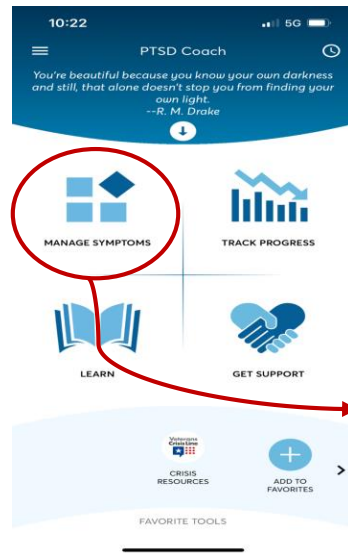 10:22
5G
PTSD Coach
You're beautiful because you know your own darkness
and still, that alone doesn't stop you from finding your
own light.
--R. M. Drake
MANAGE SYMPTOMS
TRACK PROGRESS
LEARN
GET SUPPORT
Veterans
Crisis Line
CRISIS
RESOURCES
ADD TO
FAVORITES
FAVORITE TOOLS